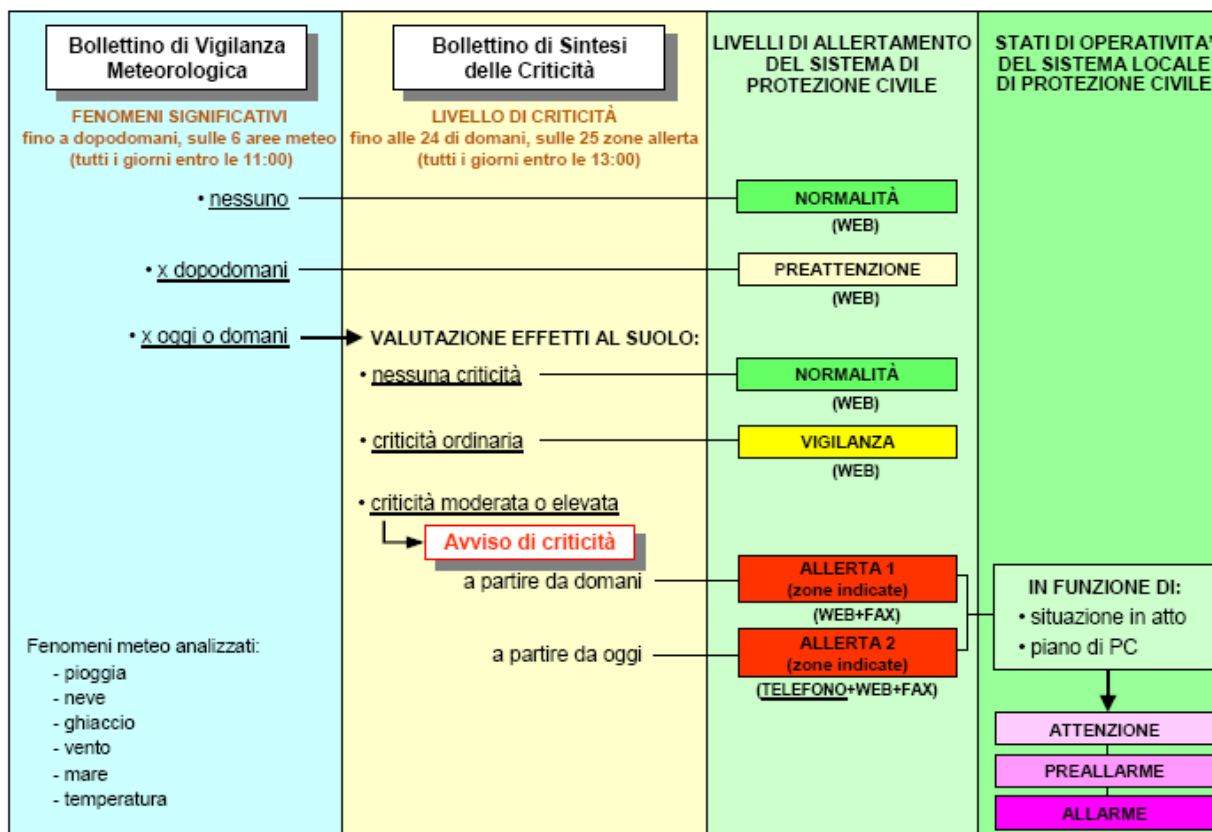 Bollettino di Vigilanza
Meteorologica
FENOMENI SIGNIFICATIVI
fino a dopodomani, sulle 6 aree meteo
(tutti i giorni entro le 11:00)
• nessuno
• x dopodomani
• x oggi o domani
Fenomeni meteo analizzati:
- pioggia
- neve
- ghiaccio
- vento
- mare
- temperatura
Bollettino di Sintesi
delle Criticità
LIVELLO DI CRITICITÀ
fino alle 24 di domani, sulle 25 zone allerta
(tutti i giorni entro le 13:00)
VALUTAZIONE EFFETTI AL SUOLO:
• nessuna criticità
• criticità ordinaria
• criticità moderata o elevata
Avviso di criticità
a partire da domani
a partire da oggi
LIVELLI DI ALLERTAMENTO
DEL SISTEMA DI
PROTEZIONE CIVILE
NORMALITÀ
(WEB)
PREATTENZIONE
(WEB)
NORMALITÀ
(WEB)
VIGILANZA
(WEB)
ALLERTA 1
(zone indicate)
(WEB+FAX)
ALLERTA 2
(zone indicate)
(TELEFONO+WEB+FAX)
STATI DI OPERATIVITA'
DEL SISTEMA LOCALE
DI PROTEZIONE CIVILE
IN FUNZIONE DI:
• situazione in atto
• piano di PC
ATTENZIONE
PREALLARME
ALLARME